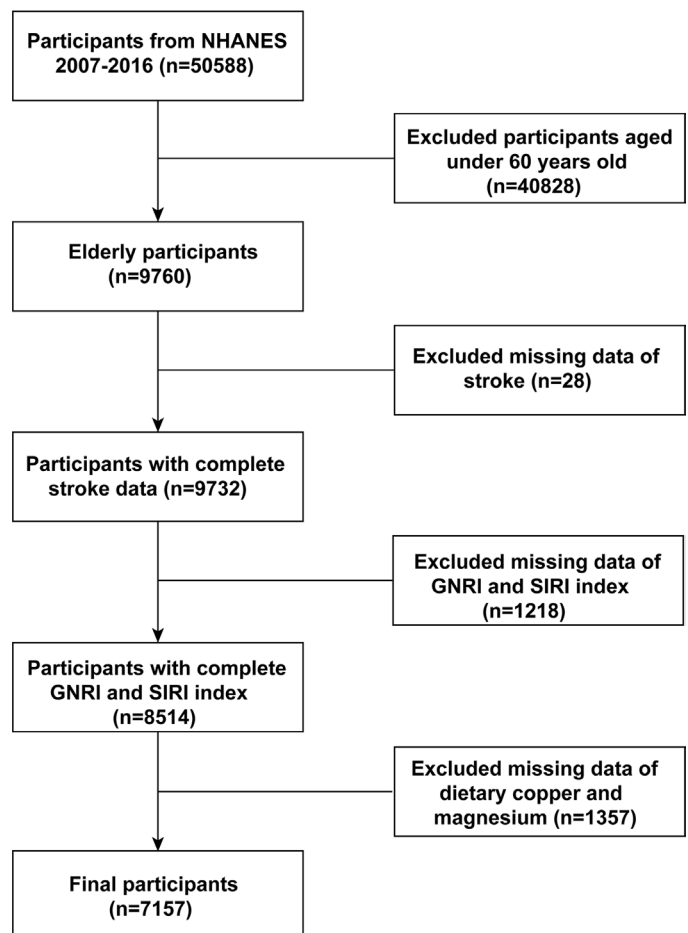 Participants from NHANES
2007-2016 (n=50588)
Excluded participants aged
under 60 years old
(n=40828)
Elderly participants
(n=9760)
Excluded missing data of
stroke (n=28)
Participants with complete
stroke data (n=9732)
Excluded missing data of
GNRI and SIRI index
(n=1218)
Participants with complete
GNRI and SIRI index
(n=8514)
Excluded missing data of
dietary copper and
magnesium (n=1357)
Final participants
(n=7157)